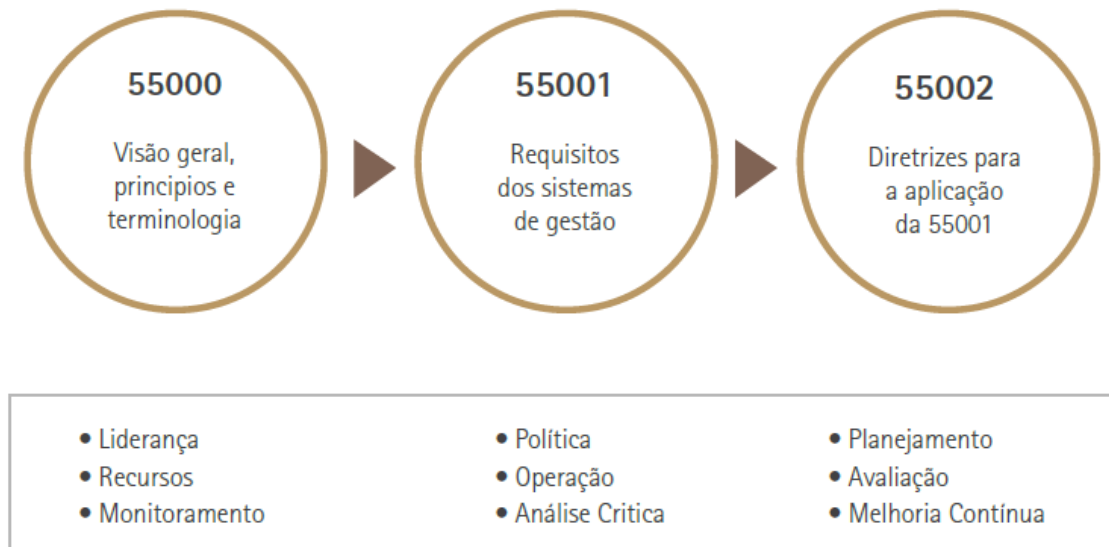 55000
Visão geral,
principios e
terminologia
55001
Requisitos
dos sistemas
de gestão
55002
Diretrizes para
a aplicação
da 55001
• Liderança
• Recursos
• Monitoramento
• Política
• Operação
• Análise Critica
• Planejamento
• Avaliação
• Melhoria Contínua